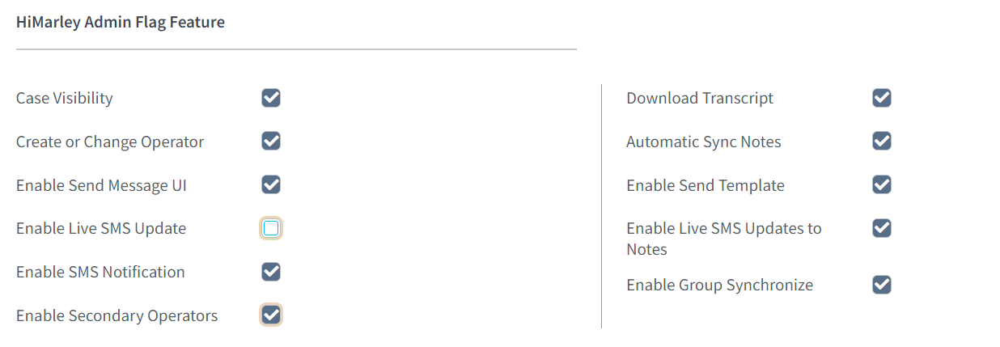 HiMarley Admin Flag Feature
Case Visibility
Create or Change Operator
Enable Send Message UI
Enable Live SMS Update
Enable SMS Notification
Enable Secondary Operators
Download Transcript
Automatic Sync Notes
Enable Send Template
Enable Live SMS Updates to
Notes
Enable Group Synchronize